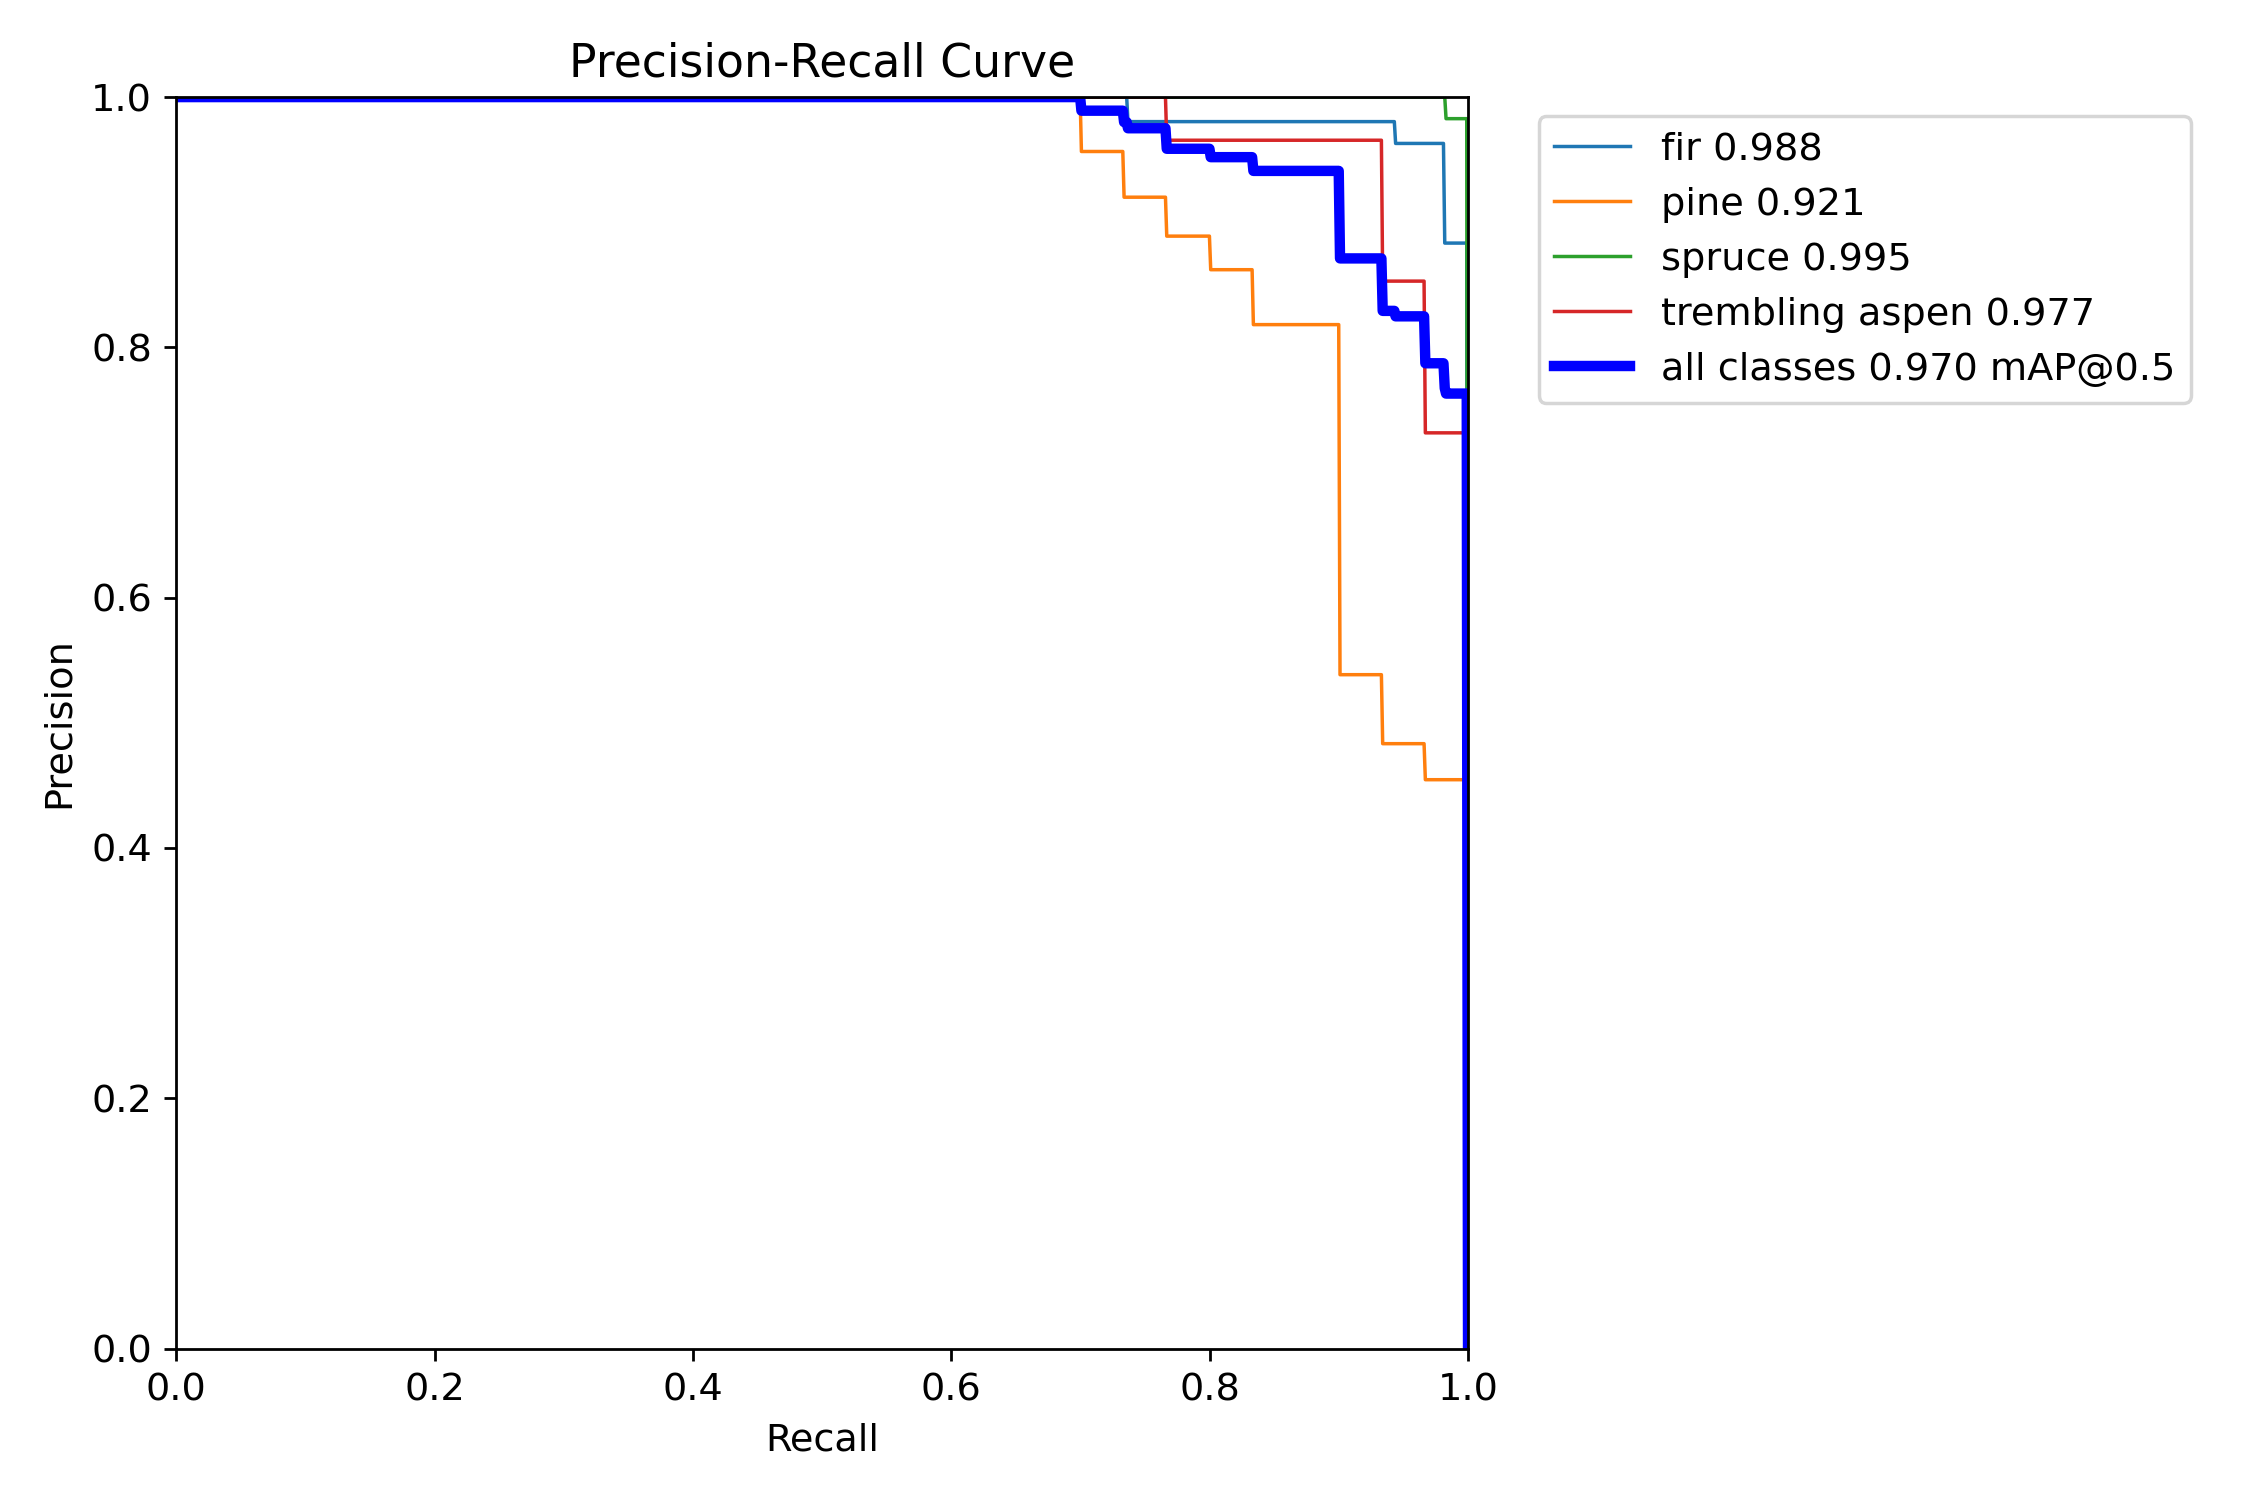 Precision-Recall Curve
1.0
0.8
0.6
0.4
0.2
0.0
Precision
0.0 0.2 0.4 0.6 0.8 1.0
Recall
fir 0.988
pine 0.921
spruce 0.995
trembling aspen 0.977
all classes 0.970 mAP@0.5